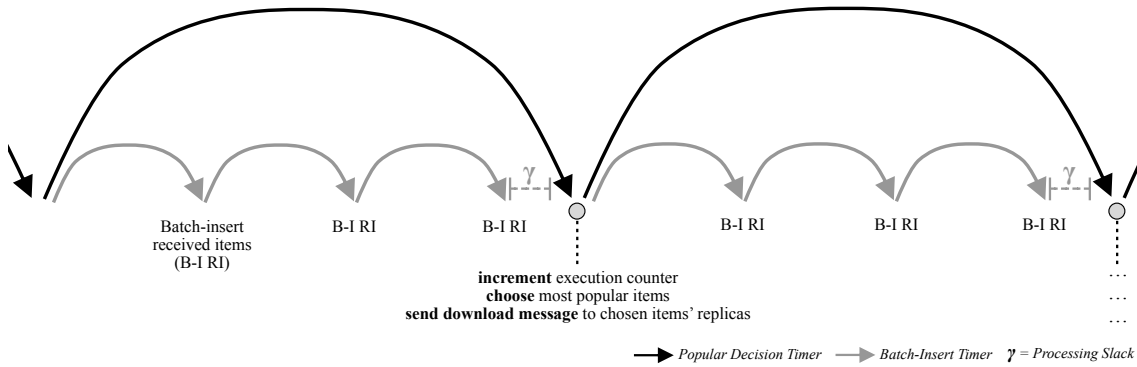 γ
γ
Batch-insert
received items
(B-I RI)
B-I RI
B-I RI
B-I RI
B-I RI
B-I RI
increment execution counter
choose most popular items
send download message to chosen items’ replicas
...
...
...
Popular Decision Timer
Batch-Insert Timer
γ = Processing Slack